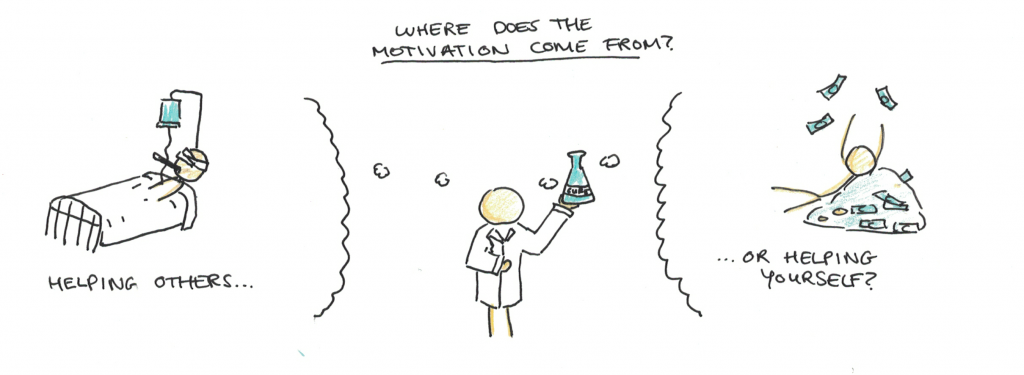 WHERE DOES THE
MOTIVATION COME FROM?
CURE
HELPING OTHERS...
...OR HELPING
YOURSELF?